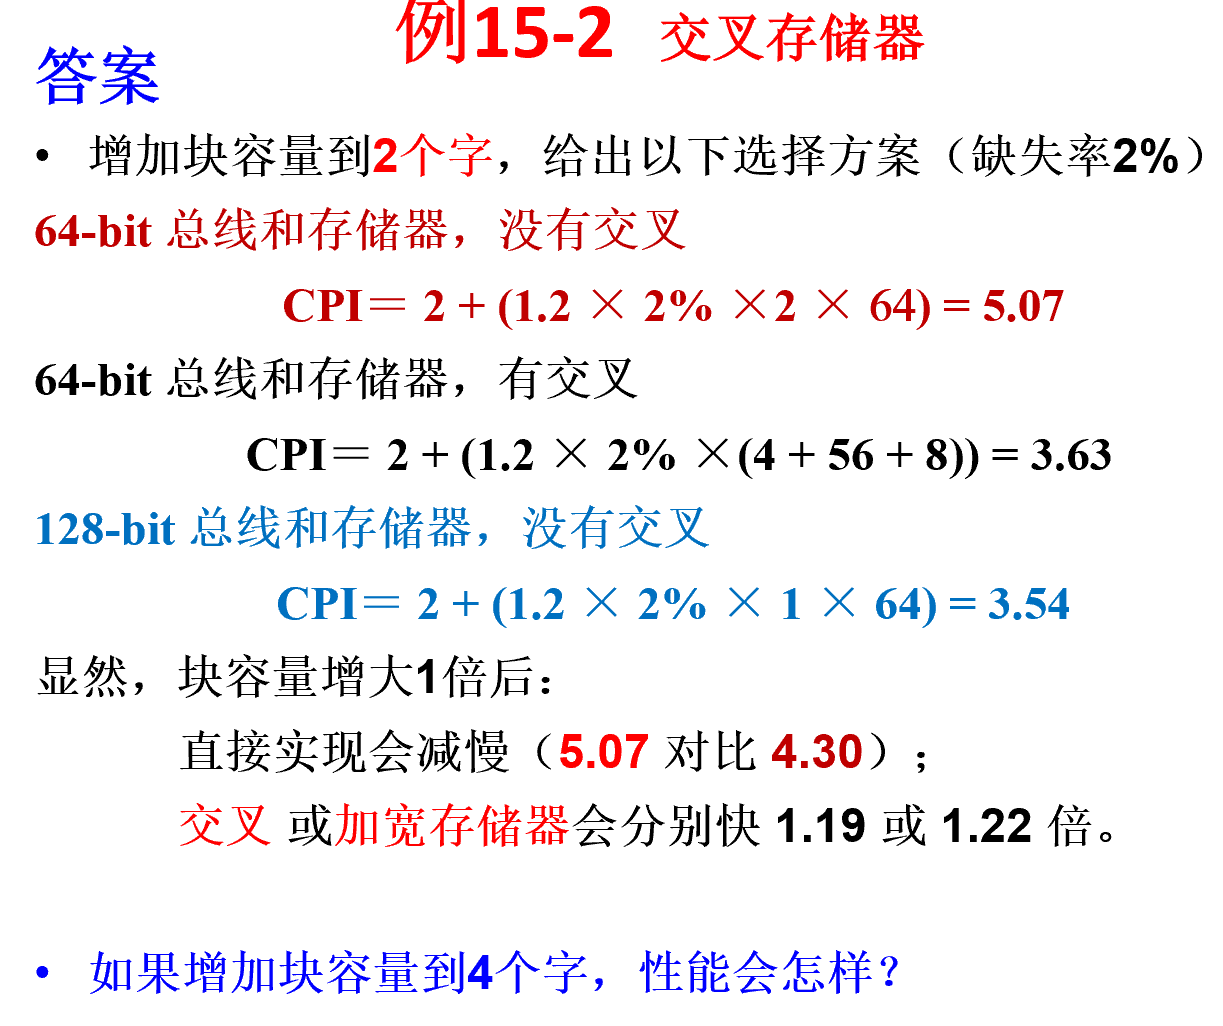 例15-2 交叉存储器
答案
• 增加块容量到2个字，给出以下选择方案（缺失率2%）
64-bit 总线和存储器，没有交叉
CPI＝ 2 + (1.2 × 2% ×2 × 64) = 5.07
64-bit 总线和存储器，有交叉
CPI＝ 2 + (1.2 × 2% ×(4 + 56 + 8)) = 3.63
128-bit 总线和存储器，没有交叉
CPI＝ 2 + (1.2 × 2% × 1 × 64) = 3.54
显然，块容量增大1倍后：
直接实现会减慢（5.07 对比 4.30）；
交叉 或加宽存储器会分别快 1.19 或 1.22 倍。
• 如果增加块容量到4个字，性能会怎样？